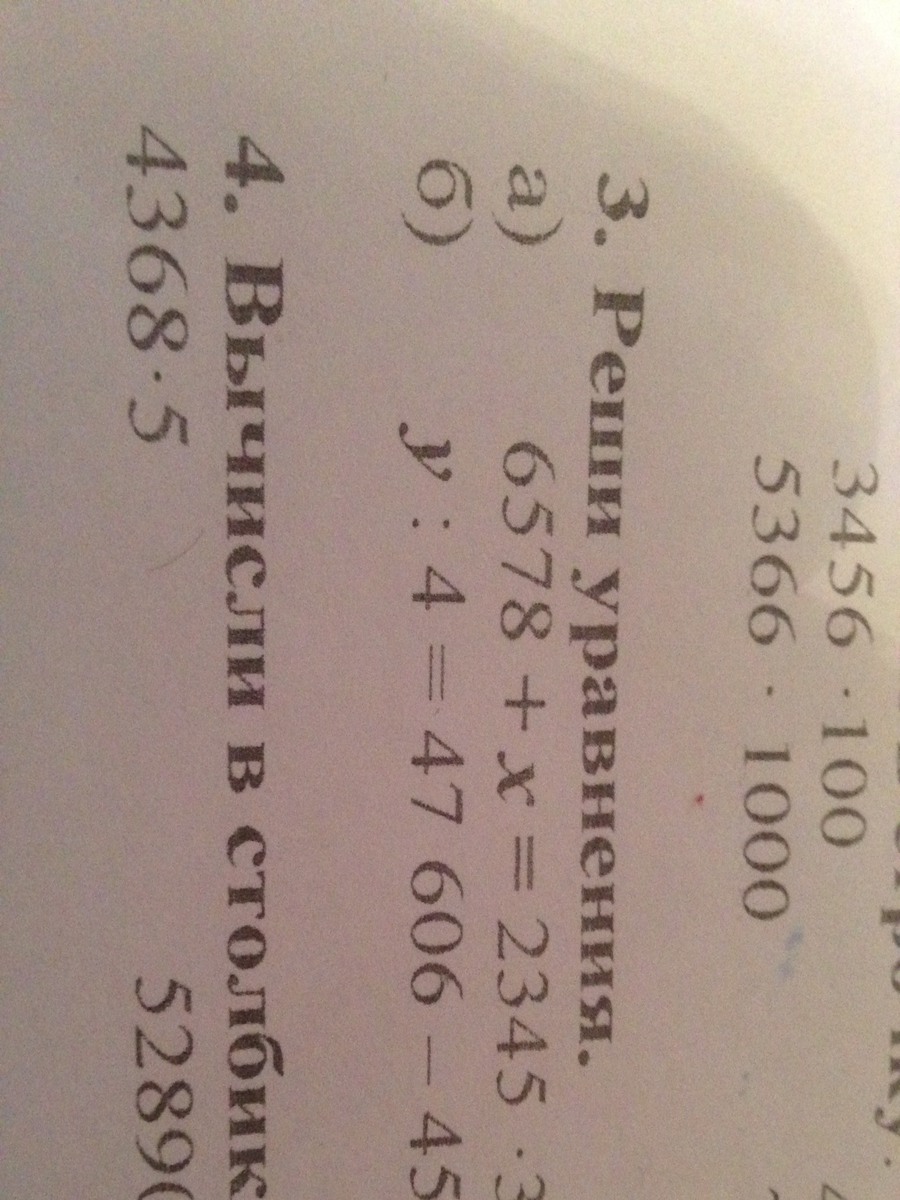 3456 · 100
5366 · 1000
3. Реши уравнения.
а) 6578 + x = 2345 · 3
б) y : 4 = 47 606 – 45
4. Вычисли в столбик
4368·5 5289